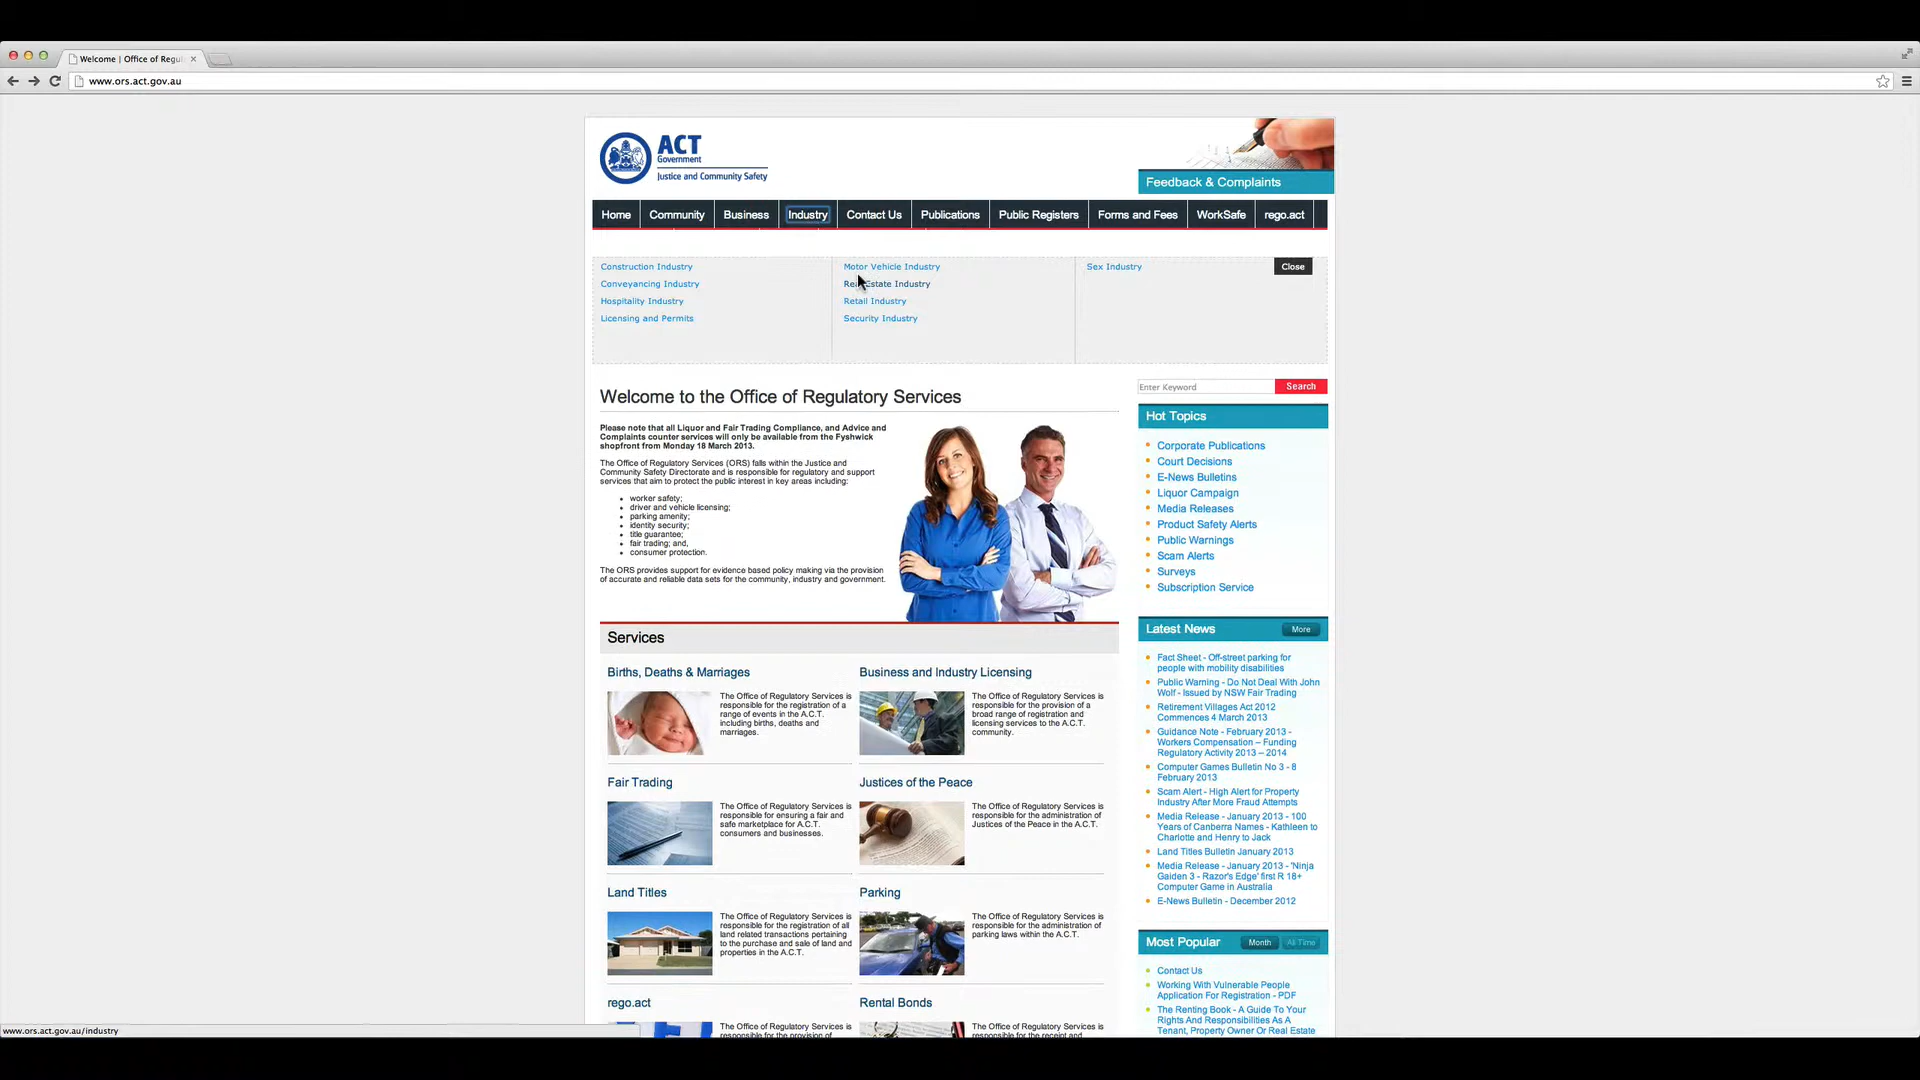 Welcome | Office of Regul
www.ors.act.gov.au
ACT
Government
Justice and Community Safety
Feedback & Complaints
Home Community Business Industry Contact Us Publications Public Registers Forms and Fees WorkSafe rego.act
Construction Industry
Conveyancing Industry
Hospitality Industry
Licensing and Permits
Motor Vehicle Industry
Real Estate Industry
Retail Industry
Security Industry
Sex Industry
Close
Welcome to the Office of Regulatory Services
Please note that all Liquor and Fair Trading Compliance, and Advice and
Complaints counter services will only be available from the Fyshwick
shopfront from Monday 18 March 2013.
The Office of Regulatory Services (ORS) falls within the Justice and
Community Safety Directorate and is responsible for regulatory and support
services that aim to protect the public interest in key areas including:
worker safety;
driver and vehicle licensing;
parking amenity;
identity security;
title guarantee;
fair trading; and,
consumer protection.
The ORS provides support for evidence based policy making via the provision
of accurate and reliable data sets for the community, industry and government.
Services
Births, Deaths & Marriages
The Office of Regulatory Services is
responsible for the registration of a
range of events in the A.C.T.
including births, deaths and
marriages.
Business and Industry Licensing
The Office of Regulatory Services is
responsible for the provision of a
broad range of registration and
licensing services to the A.C.T.
community.
Fair Trading
The Office of Regulatory Services is
responsible for ensuring a fair and
safe marketplace for A.C.T.
consumers and businesses.
Justices of the Peace
The Office of Regulatory Services is
responsible for the administration of
Justices of the Peace in the A.C.T.
Land Titles
The Office of Regulatory Services is
responsible for the registration of all
land related transactions pertaining
to the purchase and sale of land and
properties in the A.C.T.
Parking
The Office of Regulatory Services is
responsible for the administration of
parking laws within the A.C.T.
rego.act
The Office of Regulatory Services is
responsible for the provision of
Rental Bonds
The Office of Regulatory Services is
responsible for the receipt and
Enter Keyword
Search
Hot Topics
Corporate Publications
Court Decisions
E-News Bulletins
Liquor Campaign
Media Releases
Product Safety Alerts
Public Warnings
Scam Alerts
Surveys
Subscription Service
Latest News More
Fact Sheet - Off-street parking for
people with mobility disabilities
Public Warning - Do Not Deal With John
Wolf - Issued by NSW Fair Trading
Retirement Villages Act 2012
Commences 4 March 2013
Guidance Note - February 2013 -
Workers Compensation – Funding
Regulatory Activity 2013 – 2014
Computer Games Bulletin No 3 - 8
February 2013
Scam Alert - High Alert for Property
Industry After More Fraud Attempts
Media Release - January 2013 - 100
Years of Canberra Names - Kathleen to
Charlotte and Henry to Jack
Land Titles Bulletin January 2013
Media Release - January 2013 - 'Ninja
Gaiden 3 - Razor's Edge' first R 18+
Computer Game in Australia
E-News Bulletin - December 2012
Most Popular Month All Time
Contact Us
Working With Vulnerable People
Application For Registration - PDF
The Renting Book - A Guide To Your
Rights And Responsibilities As A
Tenant, Property Owner Or Real Estate
www.ors.act.gov.au/industry